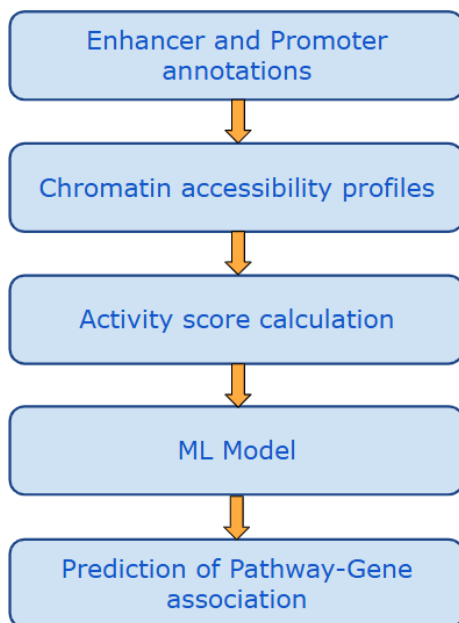 Enhancer and Promoter
annotations
Chromatin accessibility profiles
Activity score calculation
ML Model
Prediction of Pathway-Gene
association